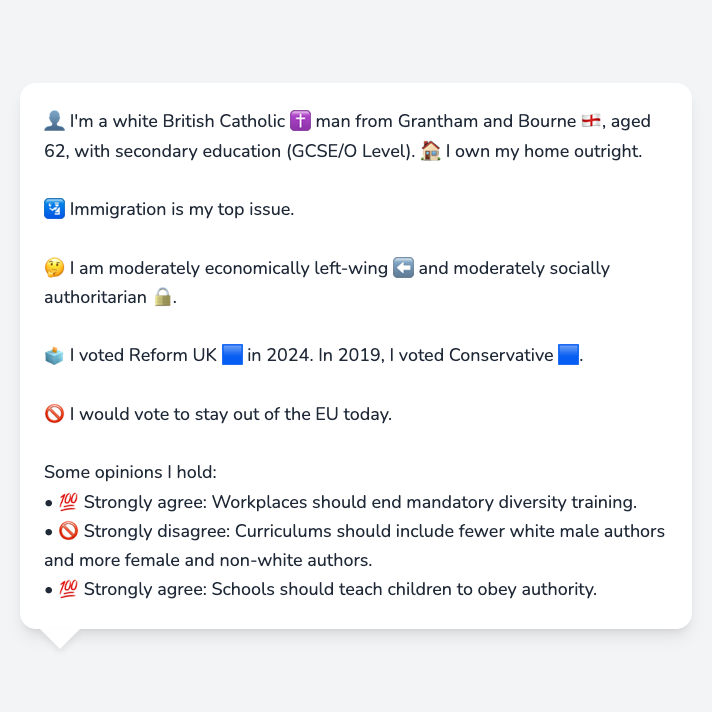 👤 I'm a white British Catholic ✝️ man from Grantham and Bourne 🏴󠁧󠁢󠁥󠁮󠁧󠁿, aged
62, with secondary education (GCSE/O Level). 🏠 I own my home outright.
🛂 Immigration is my top issue.
🤔 I am moderately economically left-wing ⬅️ and moderately socially
authoritarian 🔒.
🗳️ I voted Reform UK 🟦 in 2024. In 2019, I voted Conservative 🟦.
🚫 I would vote to stay out of the EU today.
Some opinions I hold:
• 💯 Strongly agree: Workplaces should end mandatory diversity training.
• 🚫 Strongly disagree: Curriculums should include fewer white male authors
and more female and non-white authors.
• 💯 Strongly agree: Schools should teach children to obey authority.